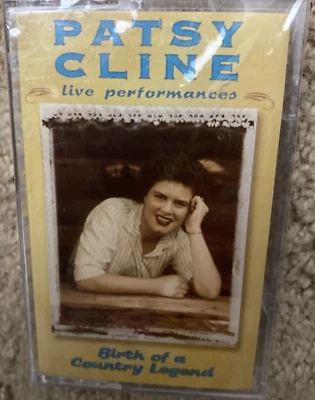 PATSY
CLINE
live performances
Birth of a
Country Legend